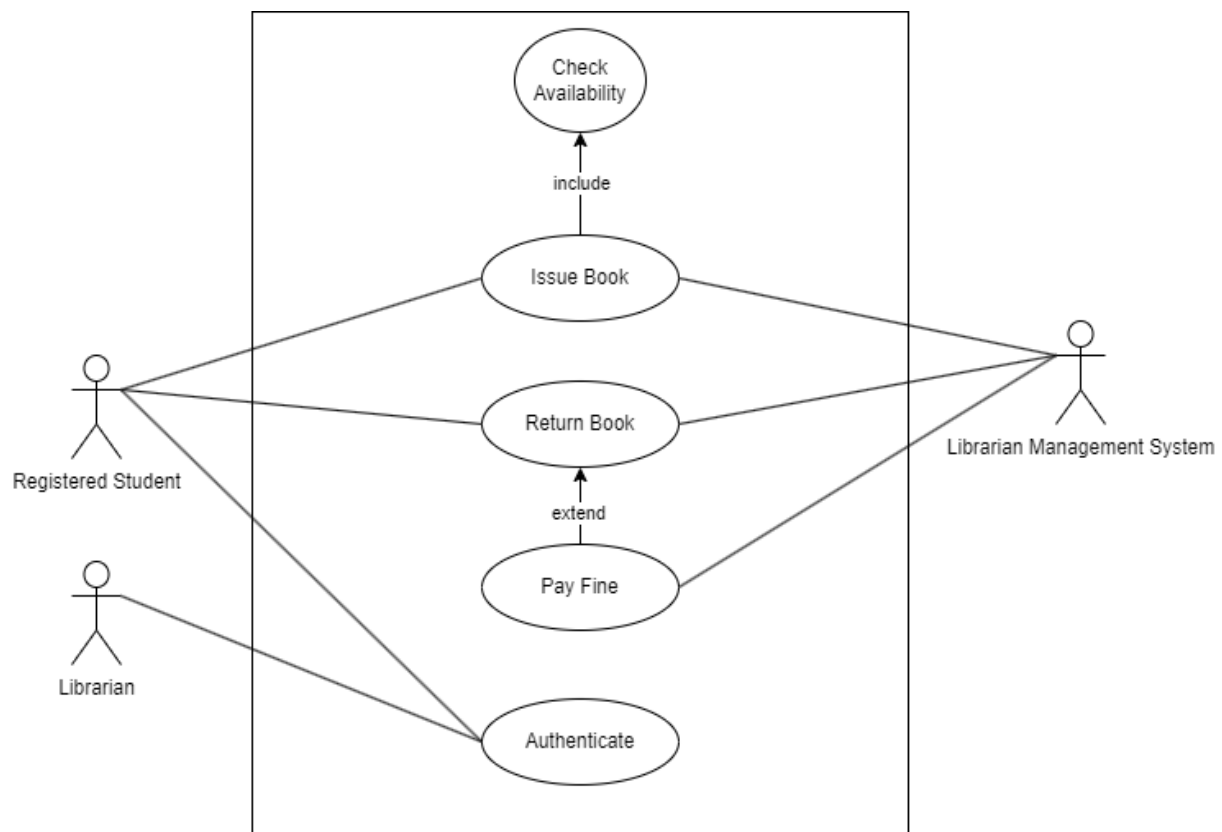 Check
Availability
include
Issue Book
Return Book
Registered Student
Librarian Management System
extend
Pay Fine
Librarian
Authenticate